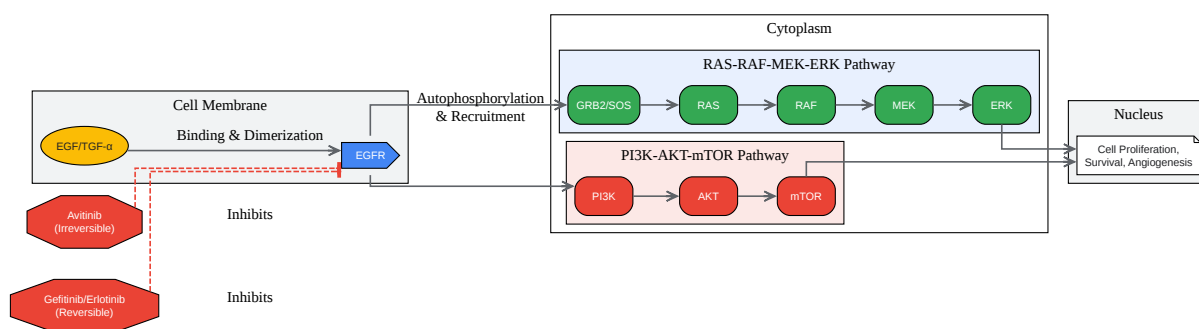 Cytoplasm
RAS-RAF-MEK-ERK Pathway
GRB2/SOS
RAS
RAF
MEK
ERK
Cell Membrane
Autophosphorylation
& Recruitment
Binding & Dimerization
EGF/TGF-α
EGFR
Nucleus
Cell Proliferation,
Survival, Angiogenesis
PI3K-AKT-mTOR Pathway
PI3K
AKT
mTOR
Avitinib
(Irreversible)
Inhibits
Gefitinib/Erlotinib
(Reversible)
Inhibits